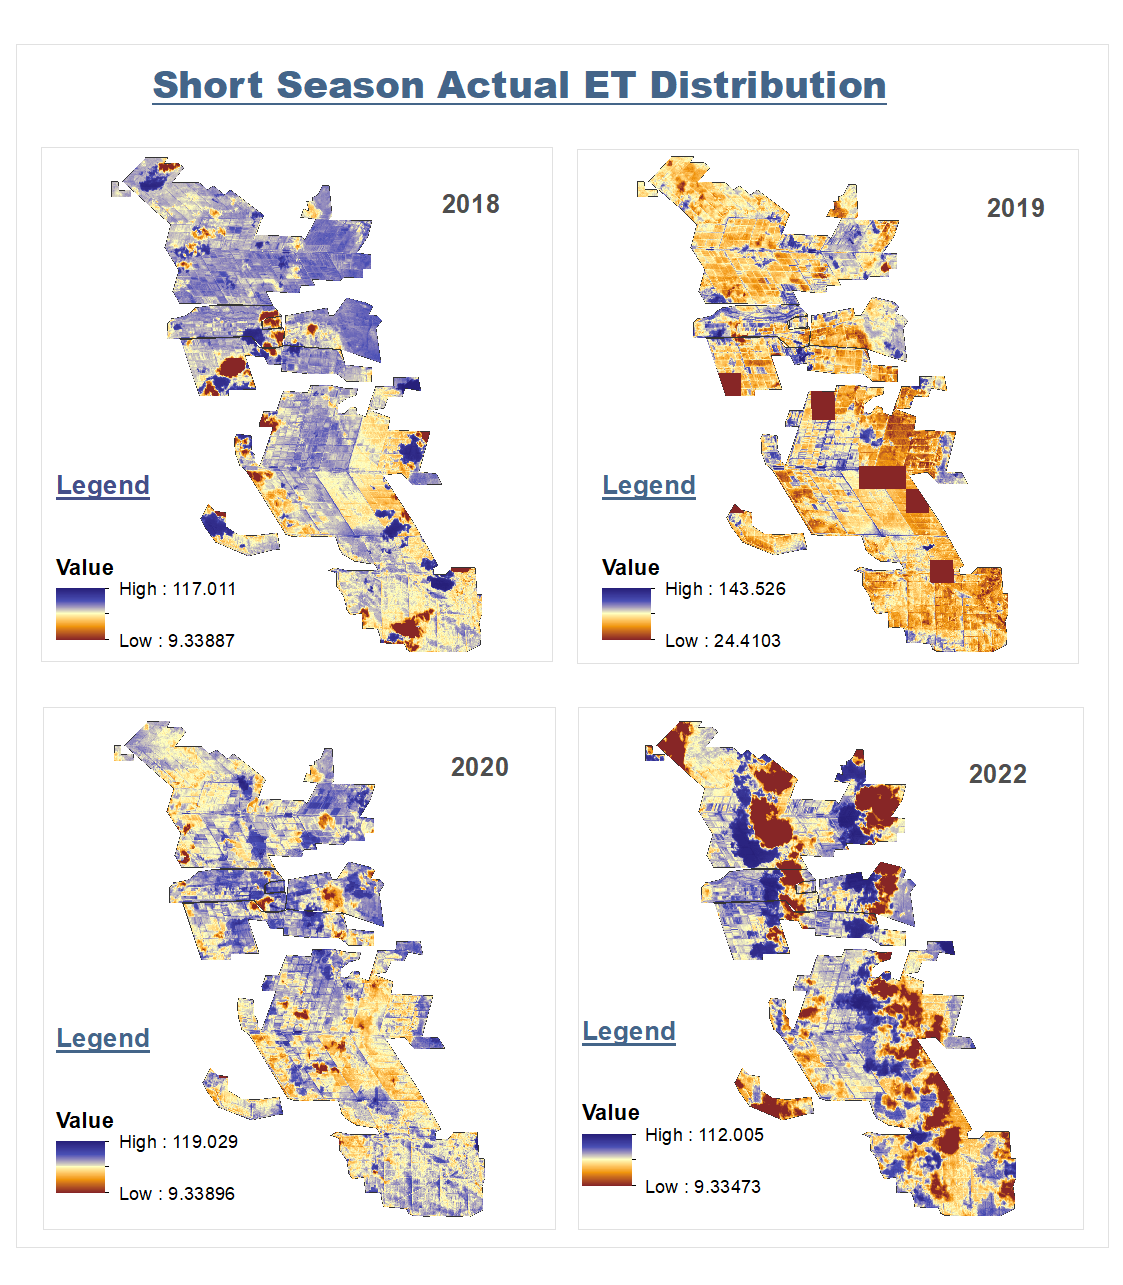 Short Season Actual ET Distribution
2018
Legend
Value
High : 117.011
Low : 9.33887
2019
Legend
Value
High : 143.526
Low : 24.4103
2020
Legend
Value
High : 119.029
Low : 9.33896
2022
Legend
Value
High : 112.005
Low : 9.33473